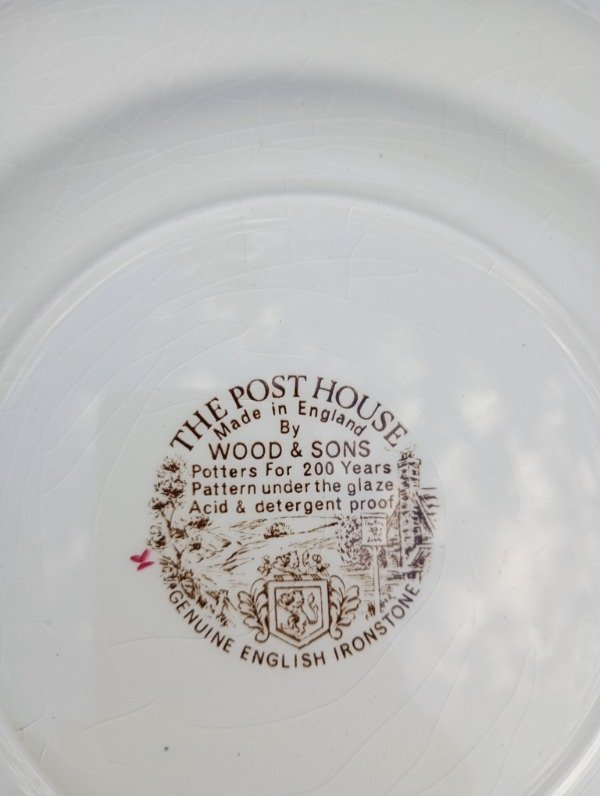 THE POST HOUSE
Made in England
By
WOOD & SONS
Potters For 200 Years
Pattern under the glaze
Acid & detergent proof
GENUINE ENGLISH IRONSTONE